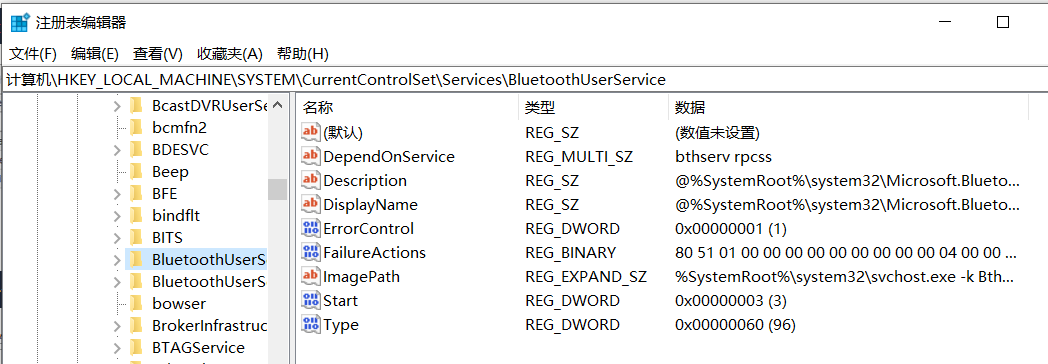 注册表编辑器
文件(F) 编辑(E) 查看(V) 收藏夹(A) 帮助(H)
计算机\HKEY_LOCAL_MACHINE\SYSTEM\CurrentControlSet\Services\BluetoothUserService
BcastDVRUserSe
bcmfn2
BDESVC
Beep
BFE
bindflt
BITS
BluetoothUserSe
BluetoothUserSe
bowser
BrokerInfrastruc
BTAGService
名称 类型 数据
(默认) REG_SZ (数值未设置)
DependOnService REG_MULTI_SZ bthserv rpcss
Description REG_SZ @%SystemRoot%\system32\Microsoft.Blueto...
DisplayName REG_SZ @%SystemRoot%\system32\Microsoft.Blueto...
ErrorControl REG_DWORD 0x00000001 (1)
FailureActions REG_BINARY 80 51 01 00 00 00 00 00 00 00 00 00 04 00 00 ...
ImagePath REG_EXPAND_SZ %SystemRoot%\system32\svchost.exe -k Bth...
Start REG_DWORD 0x00000003 (3)
Type REG_DWORD 0x00000060 (96)